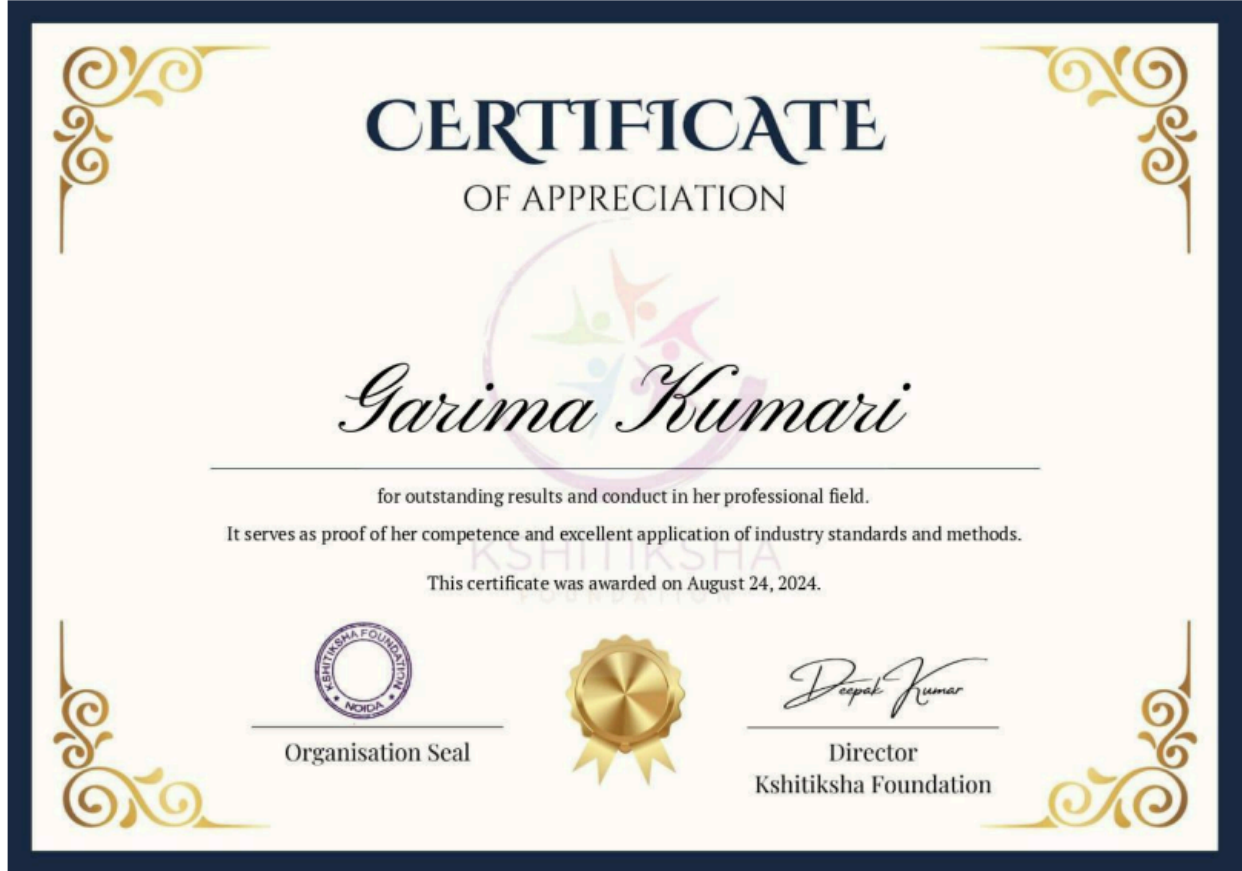 CERTIFICATE
OF APPRECIATION
Garima Kumari
for outstanding results and conduct in her professional field.
It serves as proof of her competence and excellent application of industry standards and methods.
KSHITIKSHA
This certificate was awarded on August 24, 2024.
FOUNDATION
KSHITIKSHA FOUNDATION
NOIDA
Organisation Seal
Deepak Kumar
Director
Kshitiksha Foundation